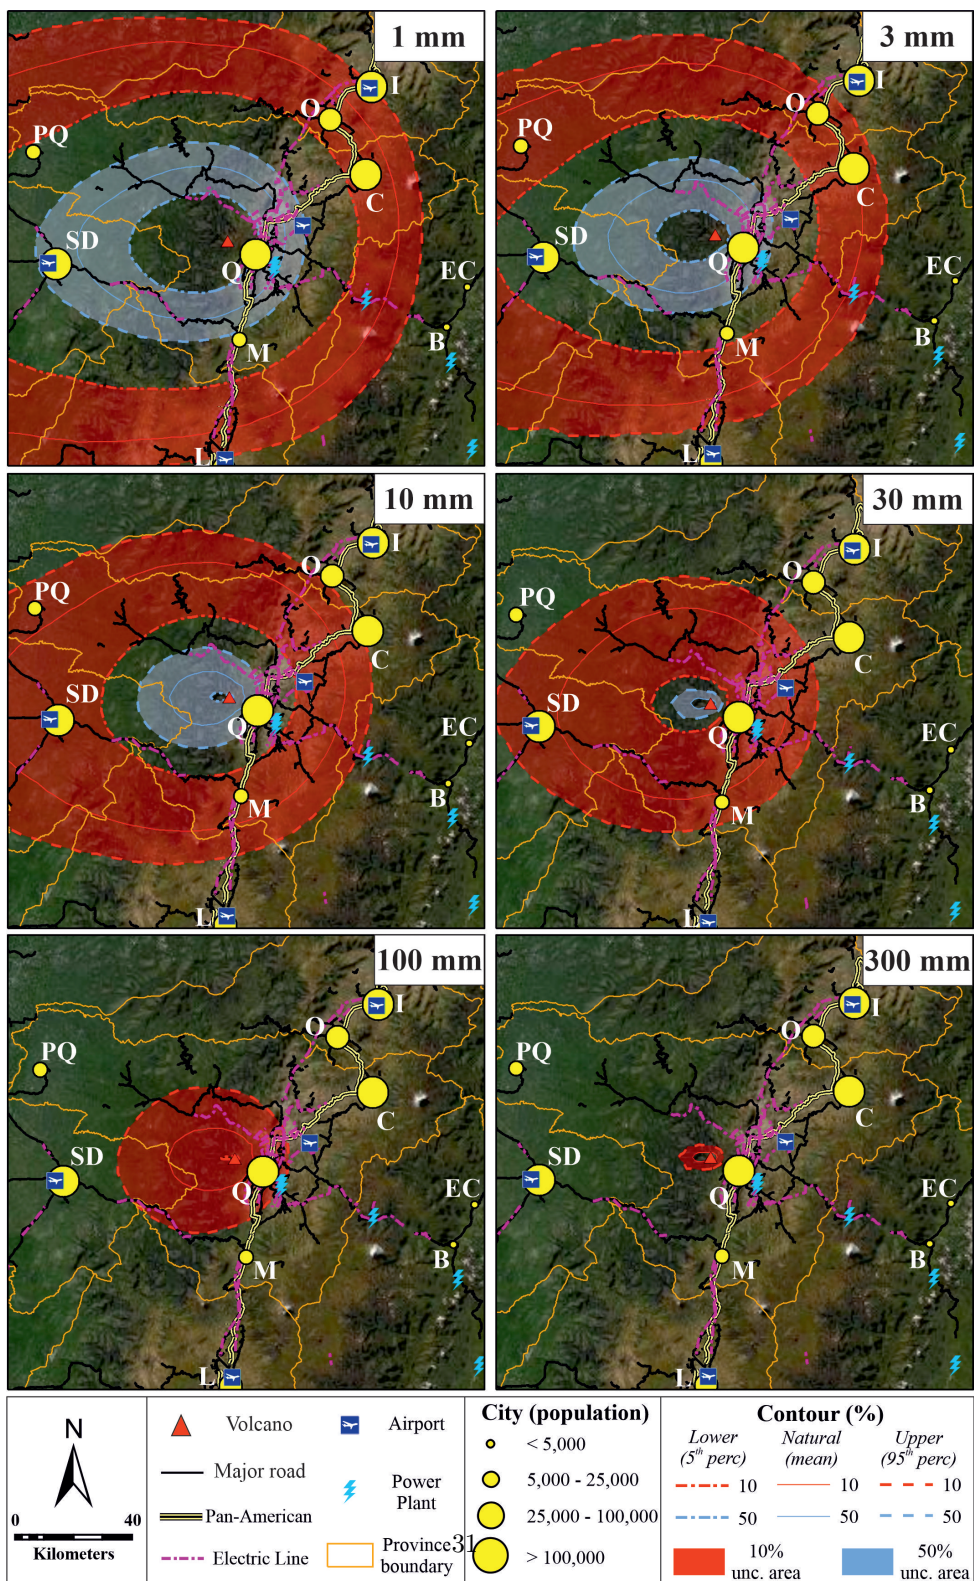 1 mm
I
O
PQ
C
SD
Q
EC
M
B
L
3 mm
I
O
PQ
C
SD
Q
EC
M
B
L
10 mm
I
O
PQ
C
SD
Q
EC
M
B
L
30 mm
I
O
PQ
C
SD
Q
EC
M
B
L
100 mm
I
O
PQ
C
SD
Q
EC
M
B
L
300 mm
I
O
PQ
C
SD
Q
EC
M
B
L
N
0 40
Kilometers
Volcano
Airport
Major road
Power
Plant
Pan-American
Electric Line
Province
boundary
31
City (population)
< 5,000
5,000 - 25,000
25,000 - 100,000
> 100,000
Contour (%)
Lower Natural Upper
(5th perc) (mean) (95th perc)
10 10 10
50 50 50
10% 50%
unc. area unc. area